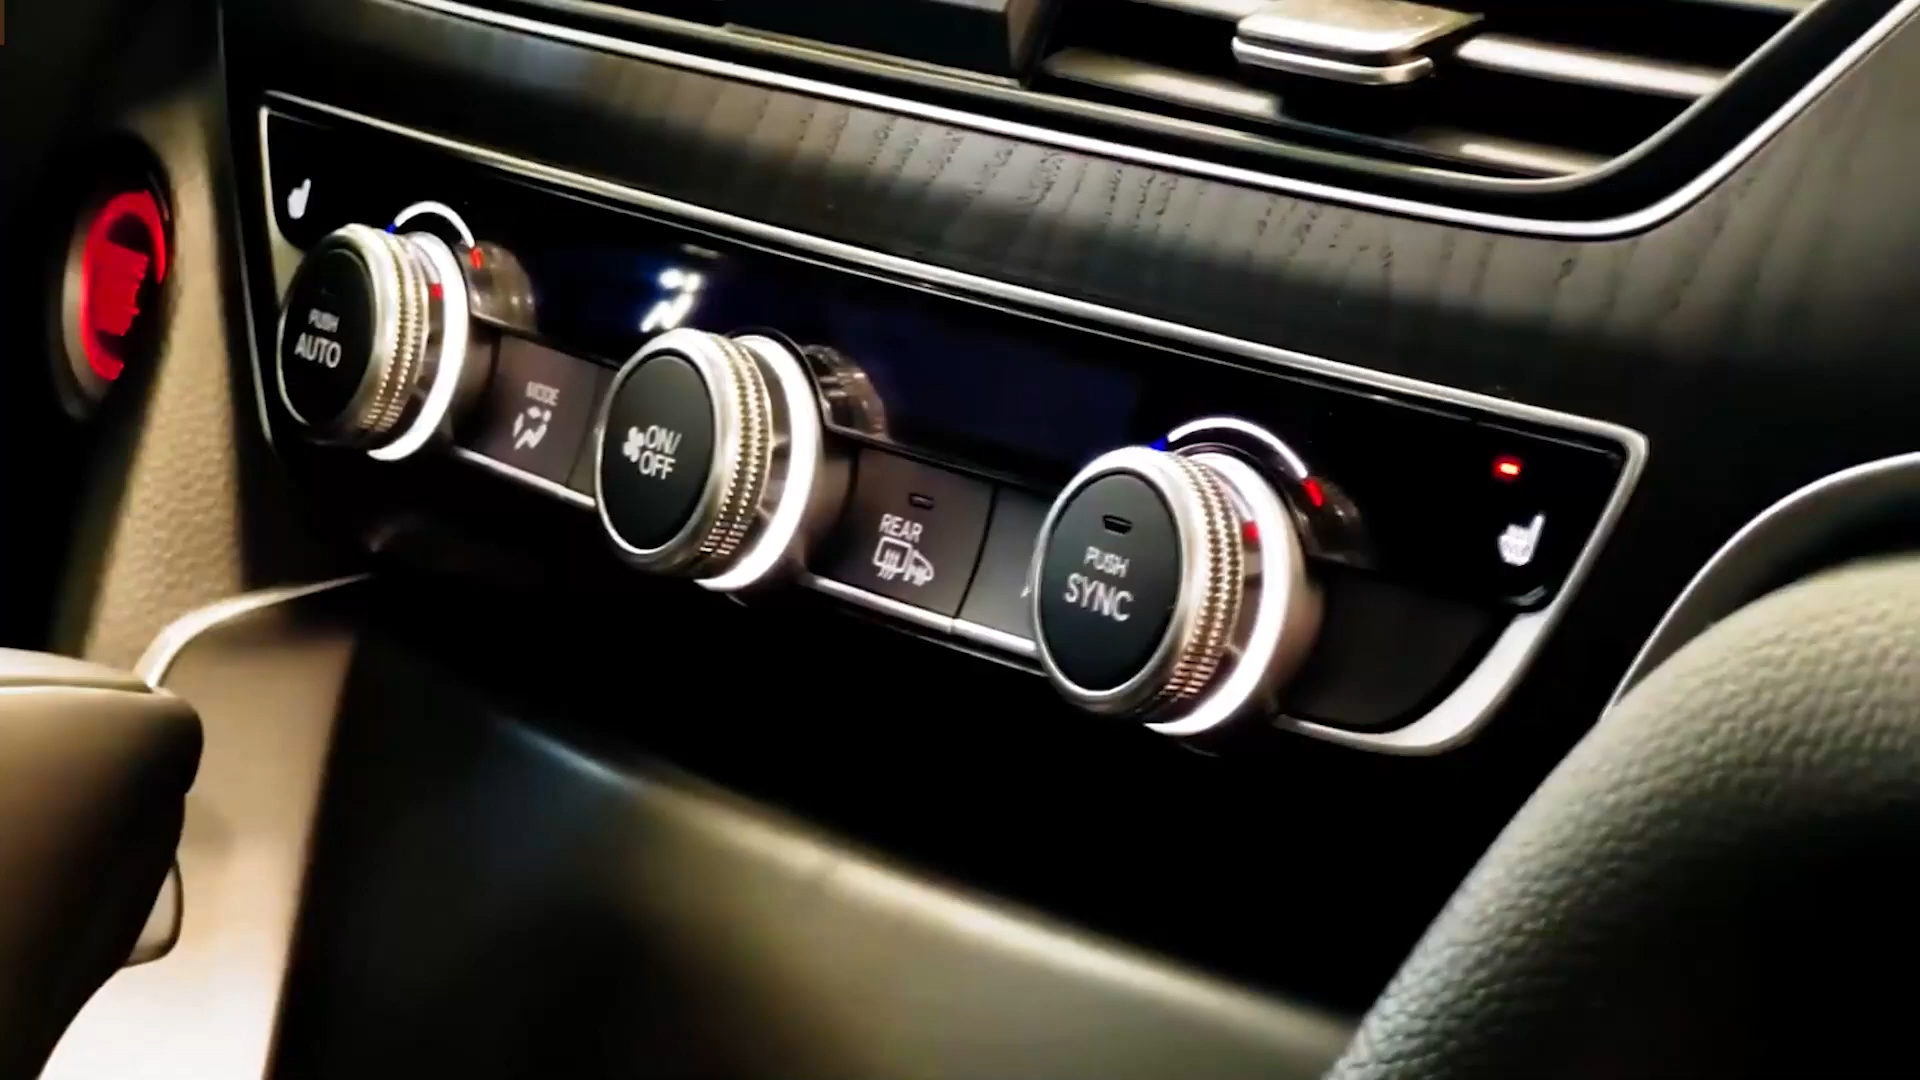 PUSH
AUTO
MODE
ON/
OFF
REAR
PUSH
SYNC